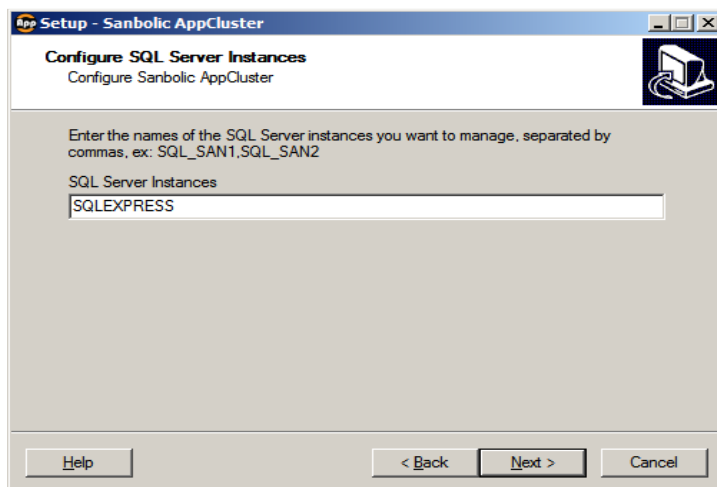 App Setup - Sanbolic AppCluster
Configure SQL Server Instances
Configure Sanbolic AppCluster
Enter the names of the SQL Server instances you want to manage, separated by
commas, ex: SQL_SAN1,SQL_SAN2
SQL Server Instances
SQLEXPRESS
Help
< Back
Next >
Cancel